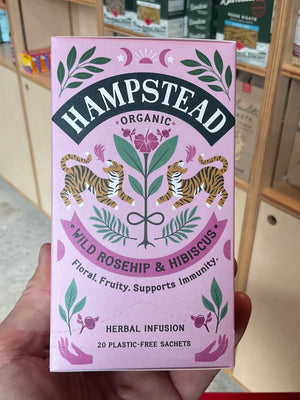 HAMPSTEAD
• ORGANIC •
• WILD ROSEHIP & HIBISCUS •
Floral. Fruity. Supports Immunity.
HERBAL INFUSION
20 PLASTIC-FREE SACHETS